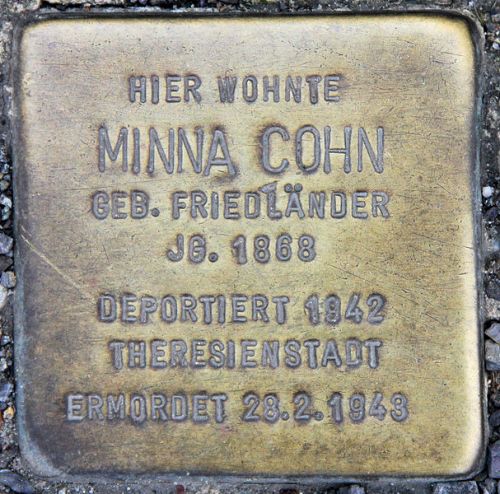 HIER WOHNTE
MINNA COHN
GEB. FRIEDLÄNDER
JG. 1868
DEPORTIERT 1942
THERESIENSTADT
ERMORDET 28.2.1943